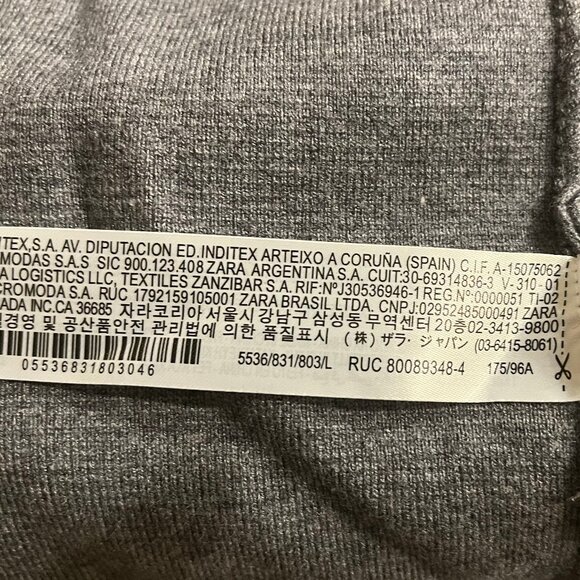 ITEX,S.A. AV. DIPUTACION ED.INDITEX ARTEIXO A CORUÑA (SPAIN) C.I.F. A-15075062
MODAS S.A.S SIC 900.123.408 ZARA ARGENTINA S.A. CUIT:30-69314836-3 V-310-01
A LOGISTICS LLC, TEXTILES ZANZIBAR S.A. RIF:NºJ30536946-1 REG.Nº:0000051 TI-02
CROMODA S.A. RÚC 1792159105001 ZARA BRASIL LTDA. CNPJ:02952485000491 ZARA
ADA INC.CA 36685 자라코리아 서울시 강남구 삼성동 무역센터 20층 02-3413-9800
경영 및 공산품안전 관리법에 의한 품질표시 (株) ザラ・ジャパン (03-6415-8061)
05536831803046 5536/831/803/L RUC 80089348-4 175/96A